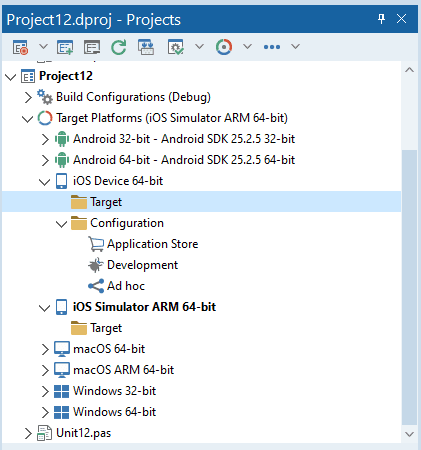 Project12.dproj - Projects
Project12
Build Configurations (Debug)
Target Platforms (iOS Simulator ARM 64-bit)
Android 32-bit - Android SDK 25.2.5 32-bit
Android 64-bit - Android SDK 25.2.5 64-bit
iOS Device 64-bit
Target
Configuration
Application Store
Development
Ad hoc
iOS Simulator ARM 64-bit
Target
macOS 64-bit
macOS ARM 64-bit
Windows 32-bit
Windows 64-bit
Unit12.pas